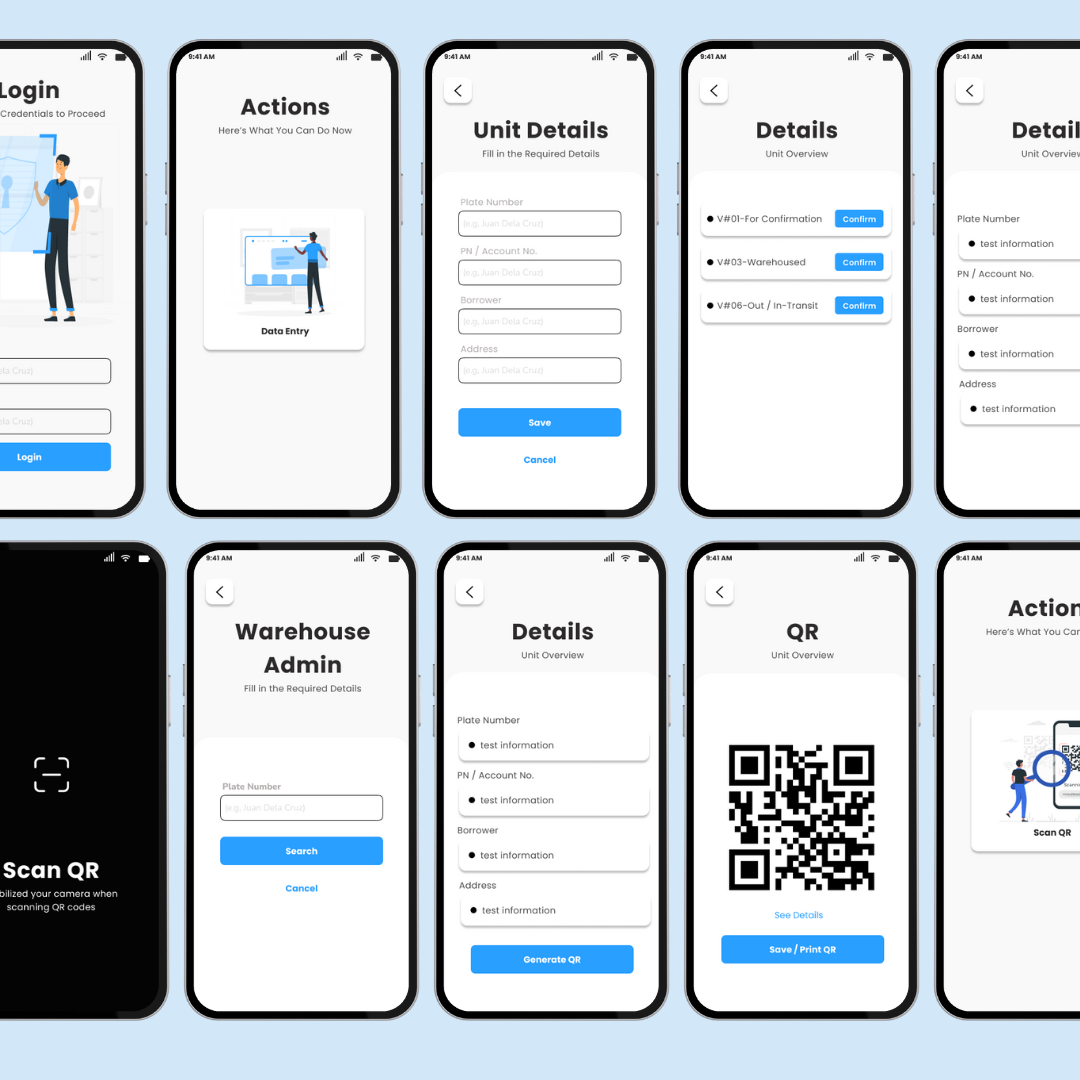 Login
Credentials to Proceed
la Cruz)
la Cruz)
Login
9:41 AM
Actions
Here's What You Can Do Now
Data Entry
9:41 AM
Unit Details
Fill in the Required Details
Plate Number
(e.g, Juan Dela Cruz)
PN / Account No.
(e.g, Juan Dela Cruz)
Borrower
(e.g, Juan Dela Cruz)
Address
(e.g, Juan Dela Cruz)
Save
Cancel
9:41 AM
Details
Unit Overview
V#01-For Confirmation
Confirm
V#03-Warehoused
Confirm
V#06-Out / In-Transit
Confirm
9:41 AM
Detail
Unit Overview
Plate Number
test information
PN / Account No.
test information
Borrower
test information
Address
test information
Scan QR
bilized your camera when
scanning QR codes
9:41 AM
Warehouse
Admin
Fill in the Required Details
Plate Number
(e.g, Juan Dela Cruz)
Search
Cancel
9:41 AM
Details
Unit Overview
Plate Number
test information
PN / Account No.
test information
Borrower
test information
Address
test information
Generate QR
9:41 AM
QR
Unit Overview
See Details
Save / Print QR
9:41 AM
Action
Here's What You Can
Scan QR